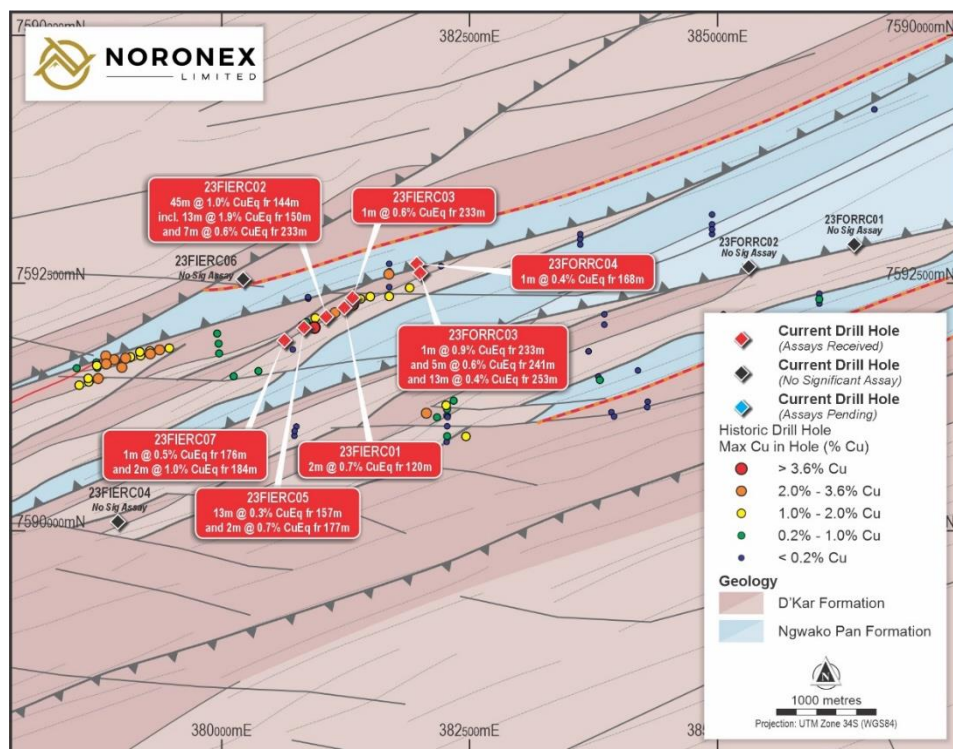 7590000mN
382500mE
385000mE
7590000mN
NORONEX
LIMITED
23FIERC02
45m @ 1.0% CuEq fr 144m
incl. 13m @ 1.9% CuEq fr 150m
and 7m @ 0.6% CuEq fr 233m
23FIERC03
1m @ 0.6% CuEq fr 233m
23FORRC01
No Sig Assay
23FORRC02
No Sig Assay
23FIERC06
No Sig Assay
23FORRC04
1m @ 0.4% CuEq fr 168m
7592500mN
7592500mN
23FORRC03
1m @ 0.9% CuEq fr 233m
and 5m @ 0.6% CuEq fr 241m
and 13m @ 0.4% CuEq fr 253m
23FIERC07
1m @ 0.5% CuEq fr 176m
and 2m @ 1.0% CuEq fr 184m
23FIERC01
2m @ 0.7% CuEq fr 120m
23FIERC04
No Sig Assay
23FIERC05
13m @ 0.3% CuEq fr 157m
and 2m @ 0.7% CuEq fr 177m
7590000mN
Current Drill Hole
(Assays Received)
Current Drill Hole
(No Significant Assay)
Current Drill Hole
(Assays Pending)
Historic Drill Hole
Max Cu in Hole (% Cu)
> 3.6% Cu
2.0% - 3.6% Cu
1.0% - 2.0% Cu
0.2% - 1.0% Cu
< 0.2% Cu
Geology
D'Kar Formation
Ngwako Pan Formation
N
1000 metres
Projection: UTM Zone 34S (WGS84)
380000mE
382500mE